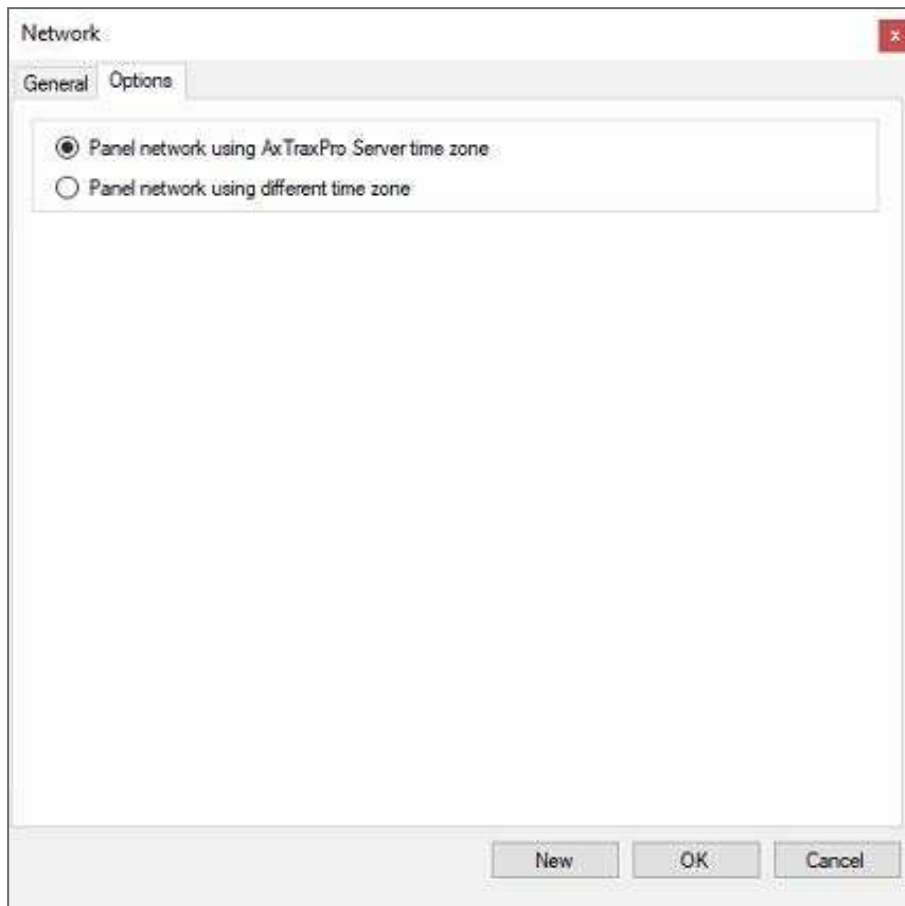 Network
x
General Options
Panel network using AxTraxPro Server time zone
Panel network using different time zone
New OK Cancel